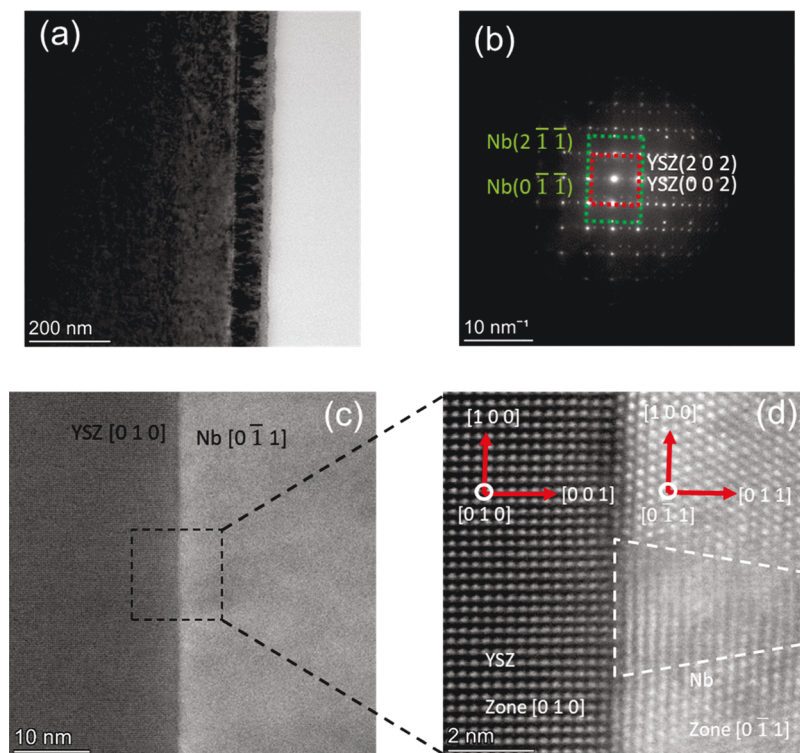 (a)
200 nm
(b)
Nb(2 1̅ 1̅)
Nb(0 1̅ 1̅)
YSZ(2 0 2)
YSZ(0 0 2)
10 nm⁻¹
(c)
YSZ [0 1 0]
Nb [0 1̅ 1]
10 nm
(d)
[1 0 0]
[0 0 1]
[0 1 0]
[1 0 0]
[0 1 1]
[0 1̅ 1]
YSZ
Zone [0 1 0]
Nb
Zone [0 1̅ 1]
2 nm